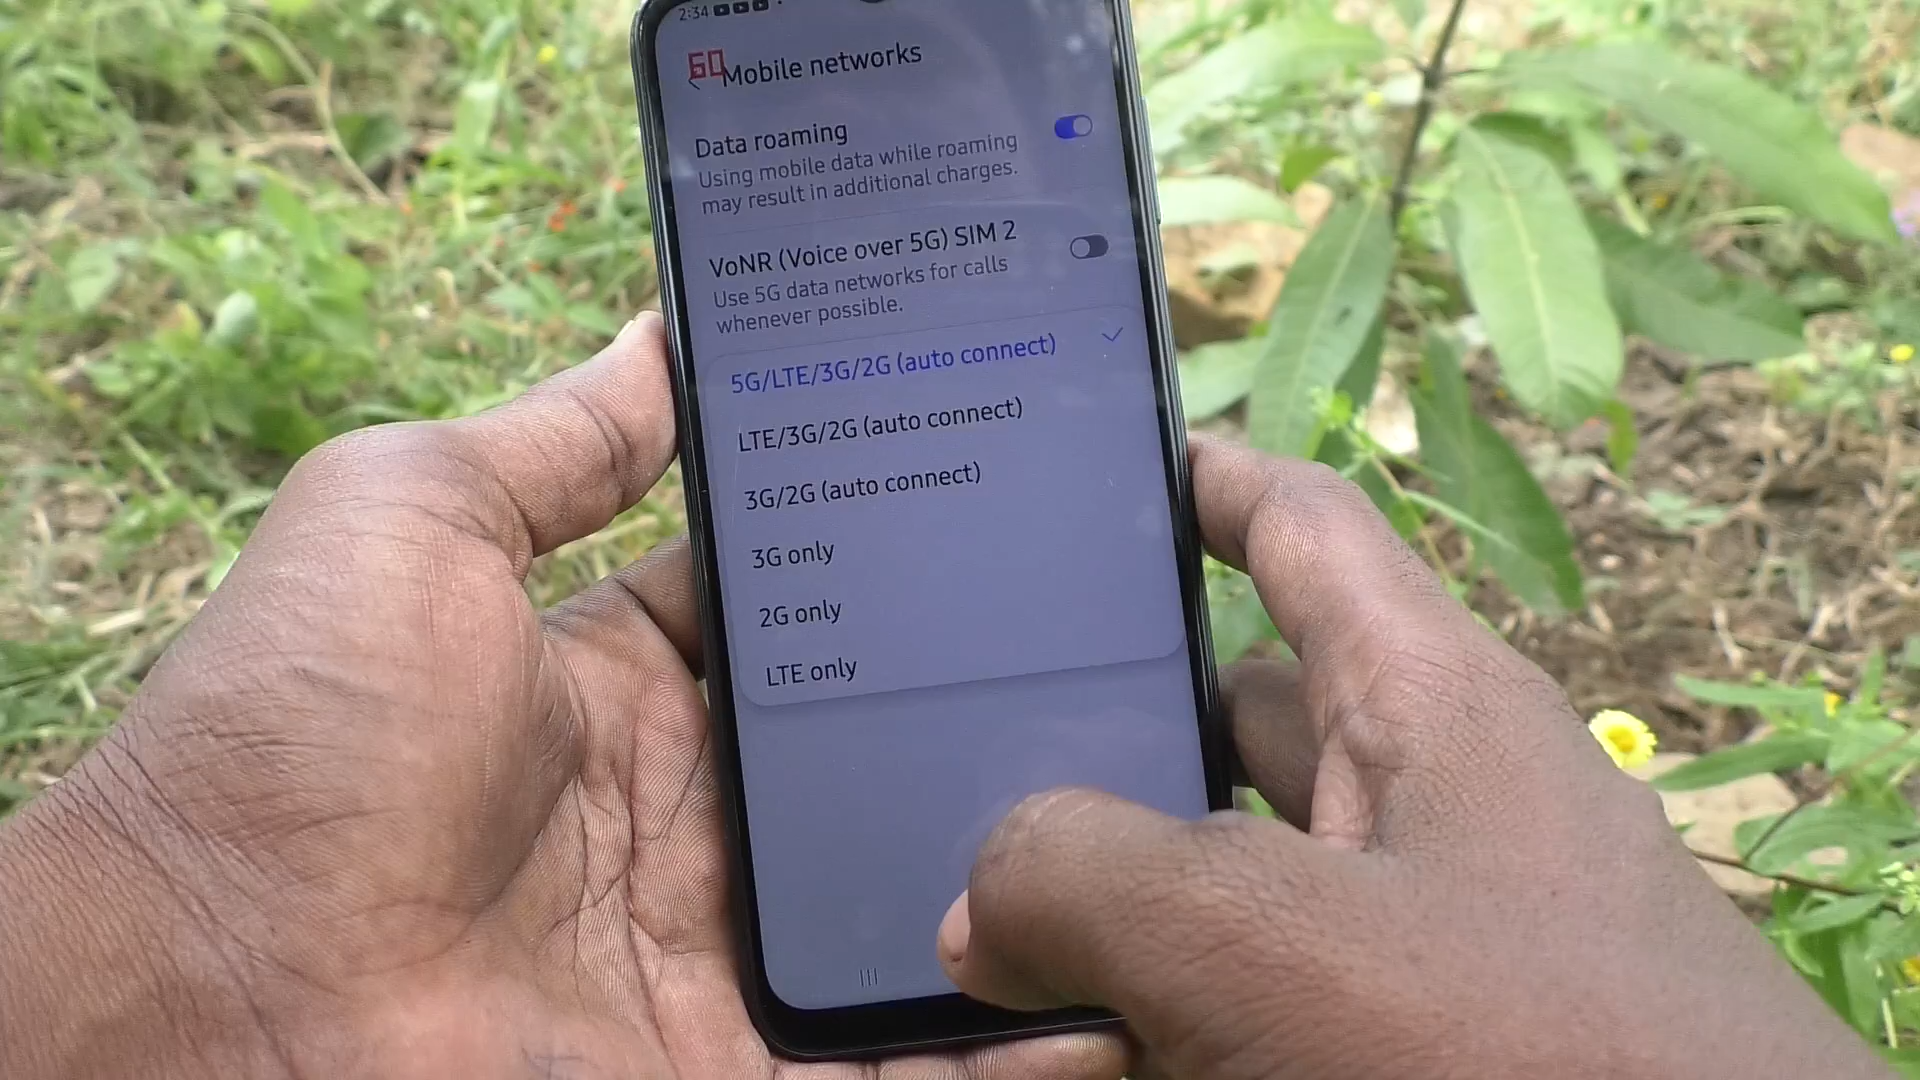 2:34
60
Mobile networks
Data roaming
Using mobile data while roaming
may result in additional charges.
VoNR (Voice over 5G) SIM 2
Use 5G data networks for calls
whenever possible.
5G/LTE/3G/2G (auto connect)
LTE/3G/2G (auto connect)
3G/2G (auto connect)
3G only
2G only
LTE only